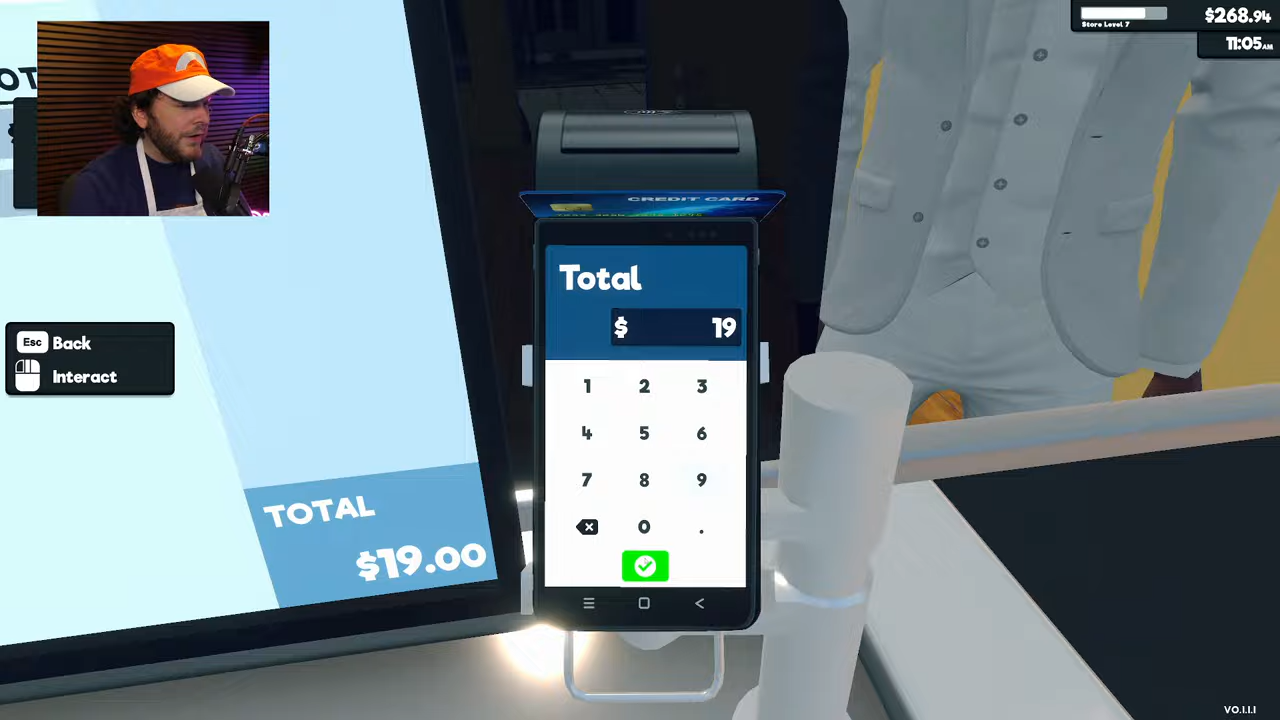 $268.94
Store Level 7
11:05AM
CREDIT CARD
Total
$ 19
Esc Back
Interact
1 2 3
4 5 6
7 8 9
0 .
TOTAL
$19.00
V0.1.1.1